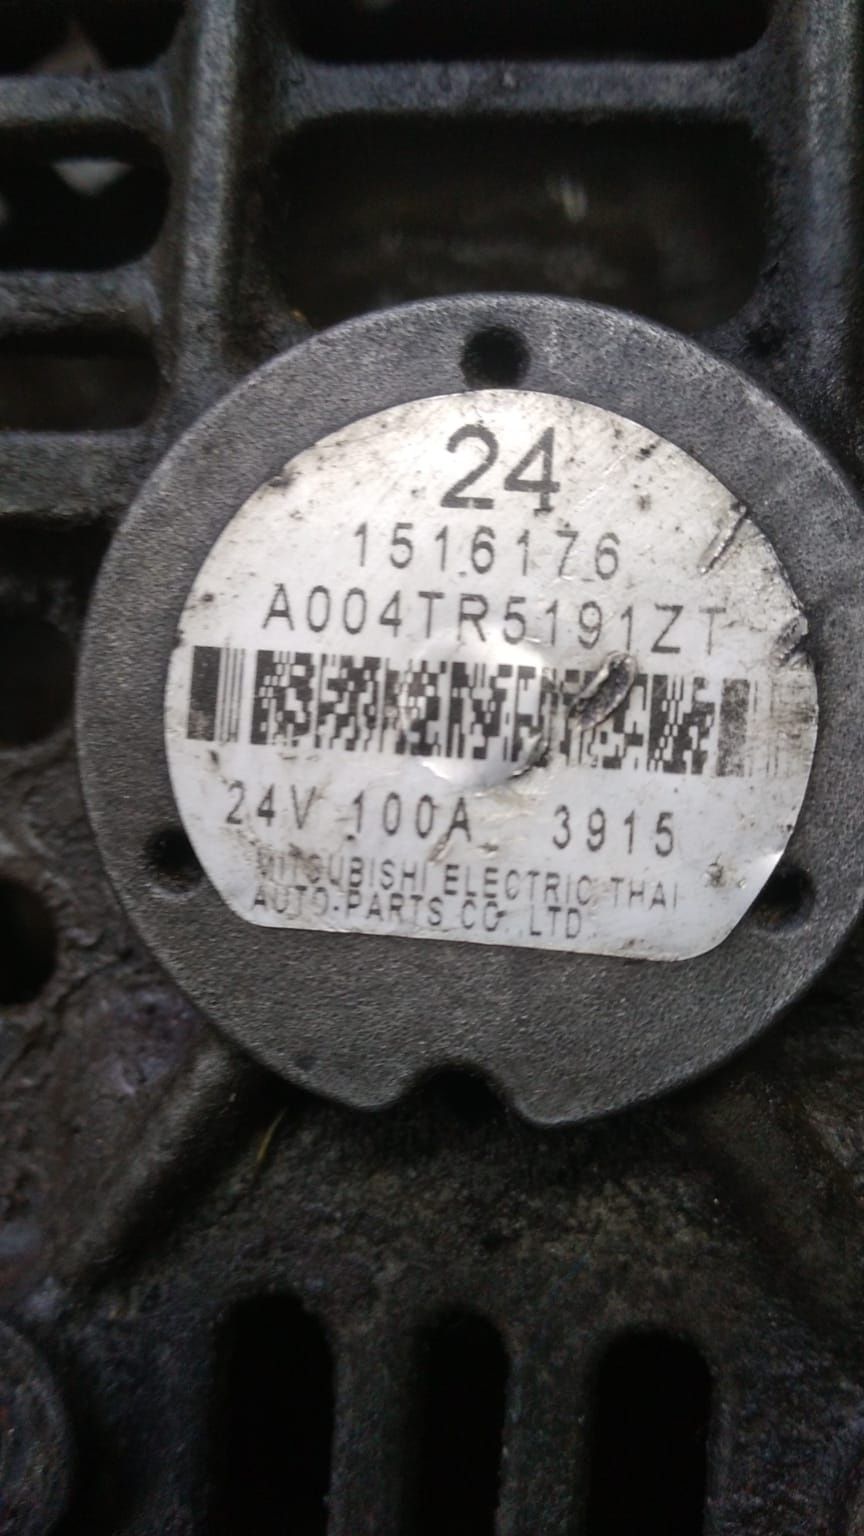 24
1516176
A004TR5191ZT
24V 100A 3915
MITSUBISHI ELECTRIC THAI
AUTO-PARTS CO., LTD.